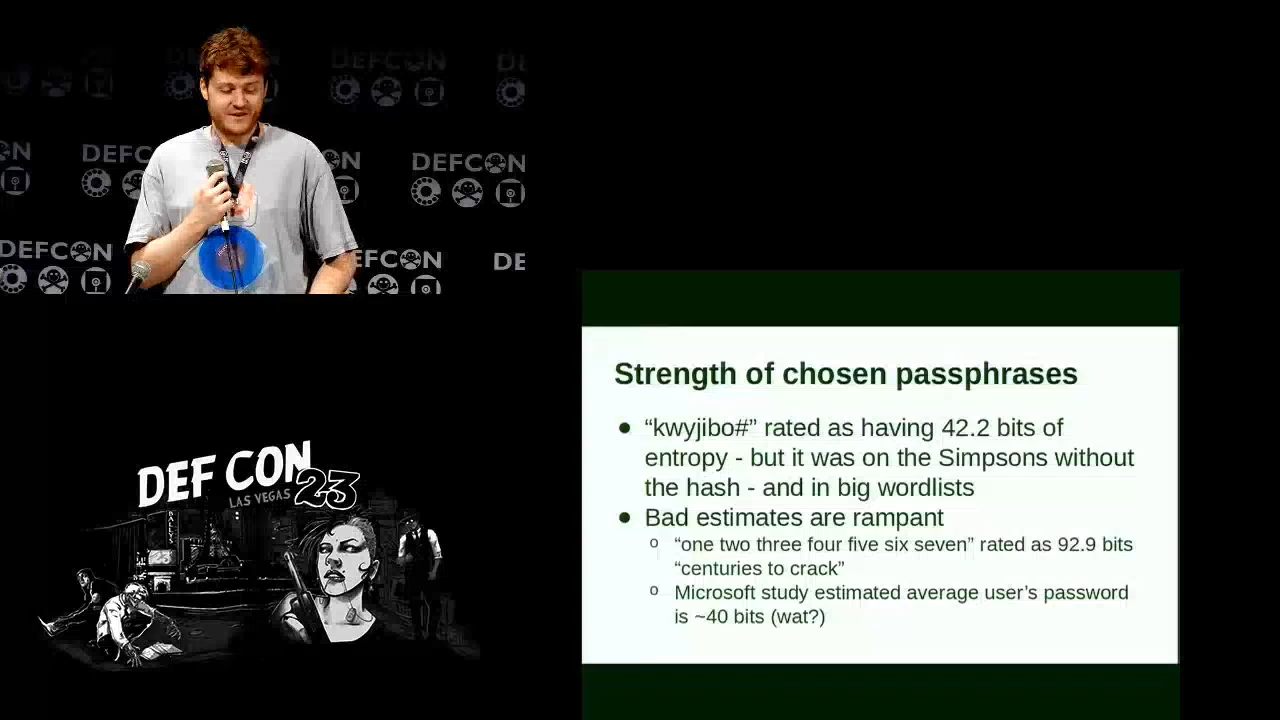 DEFCON
DEFCON
DEFCON
DEFCON
DEFCON
DE
DEF CON 23
LAS VEGAS
BALLY'S
Strength of chosen passphrases
● “kwyjibo#” rated as having 42.2 bits of
entropy - but it was on the Simpsons without
the hash - and in big wordlists
● Bad estimates are rampant
o “one two three four five six seven” rated as 92.9 bits
“centuries to crack”
o Microsoft study estimated average user’s password
is ~40 bits (wat?)